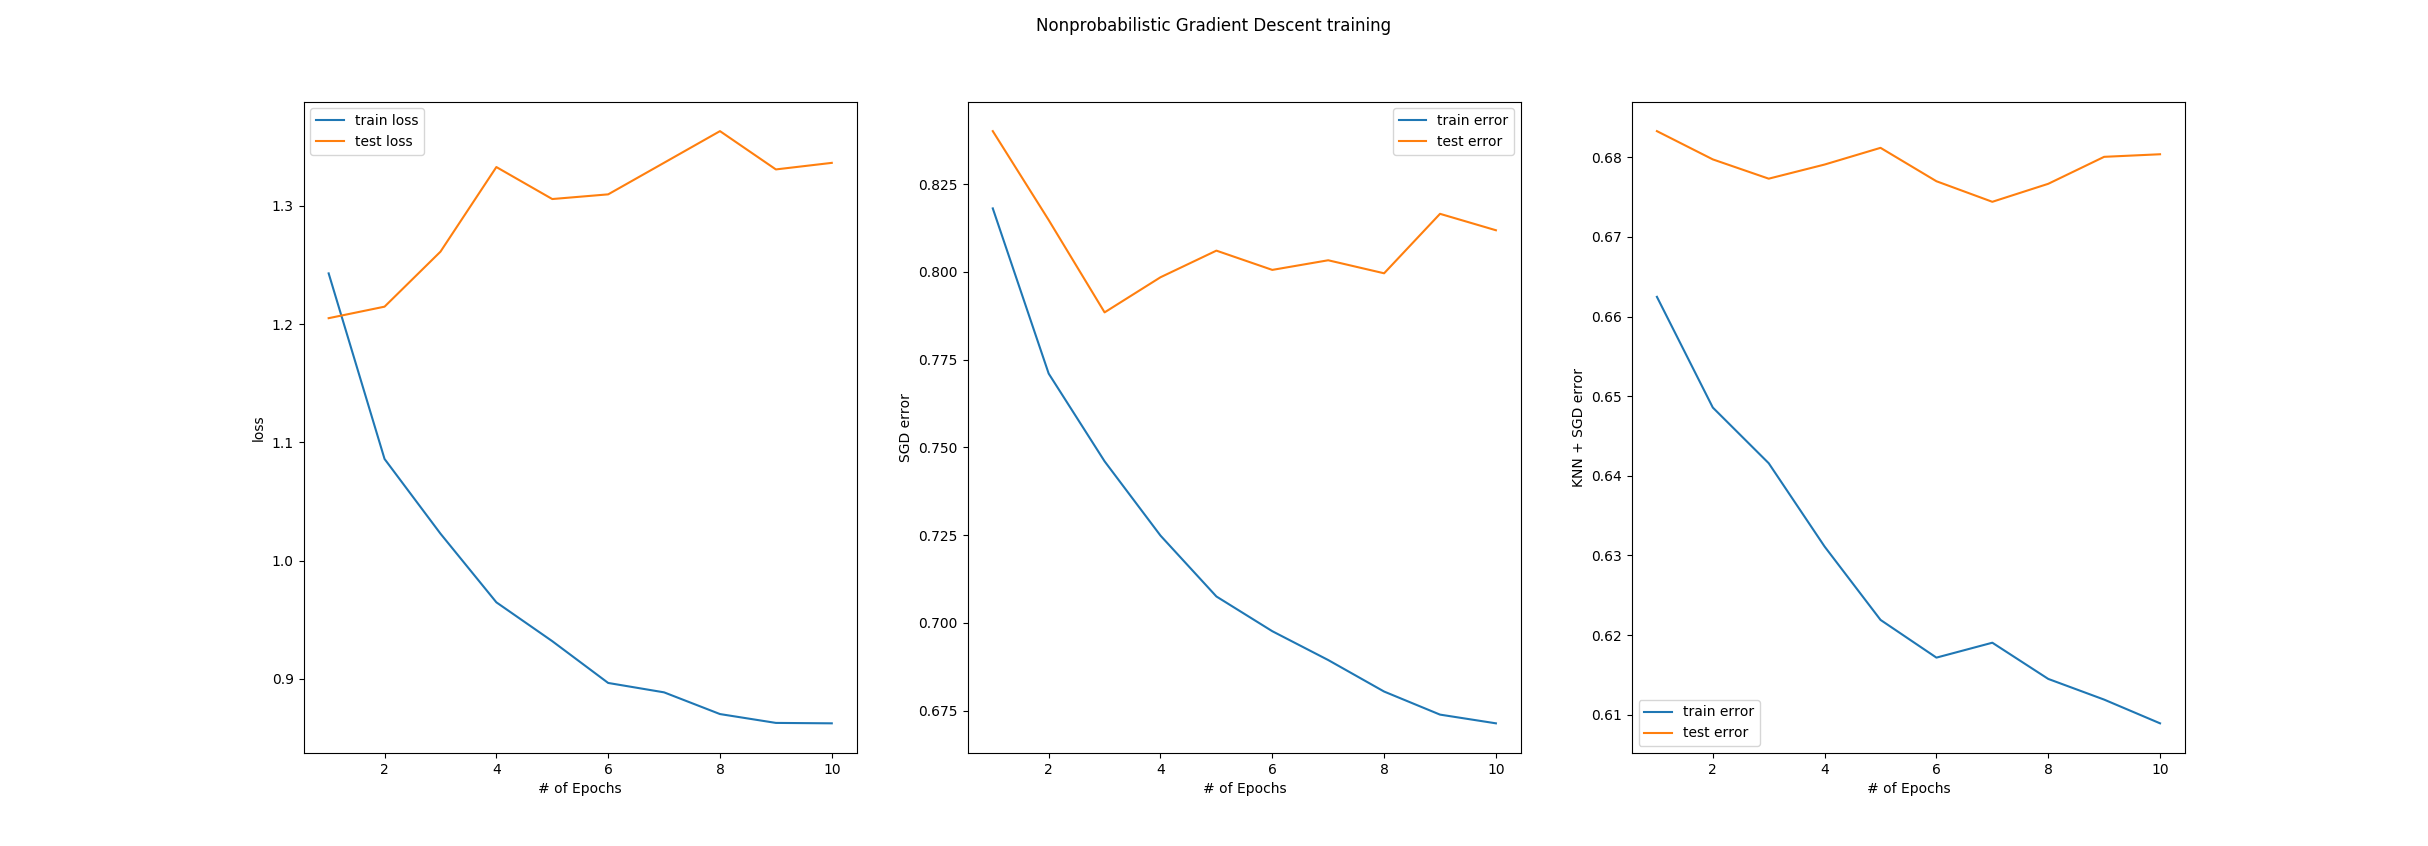 Nonprobabilistic Gradient Descent training
train loss
test loss
1.3
1.2
1.1
1.0
0.9
loss
2 4 6 8 10
# of Epochs
train error
test error
0.825
0.800
0.775
0.750
0.725
0.700
0.675
SGD error
2 4 6 8 10
# of Epochs
0.68
0.67
0.66
0.65
0.64
0.63
0.62
0.61
KNN + SGD error
train error
test error
2 4 6 8 10
# of Epochs